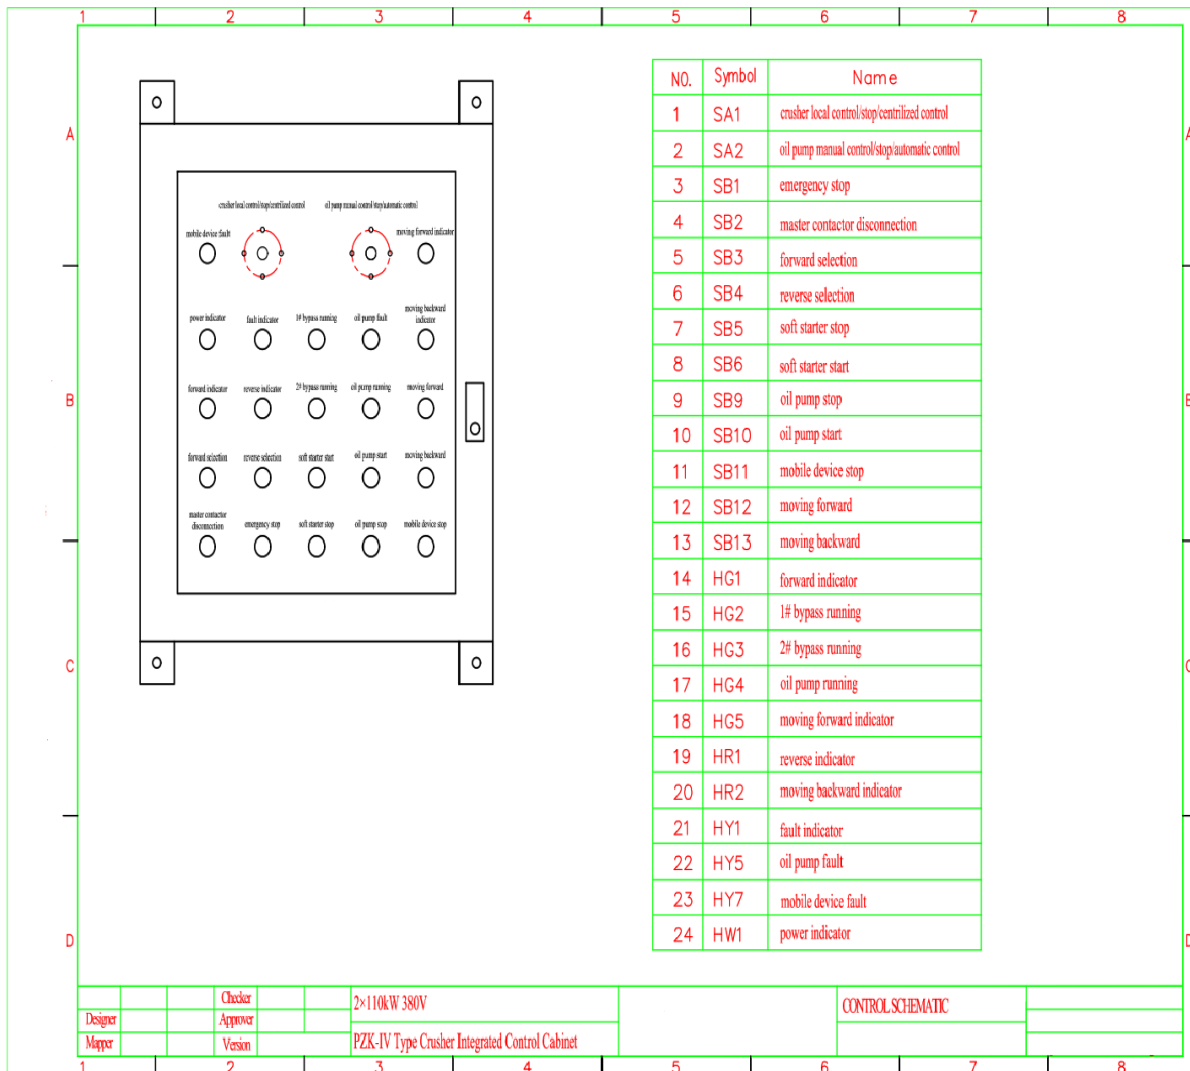 1 2 3 4 5 6 7 8
A A
B B
C C
D D
crusher local control/stop/centrilized control
oil pump manual control/stop/automatic control
mobile device fault
moving forward indicator
power indicator
fault indicator
1# bypass running
oil pump fault
moving backward
indicator
forward indicator
reverse indicator
2# bypass running
oil pump running
moving forward
forward selection
reverse selection
soft starter start
oil pump start
moving backward
master contactor
disconnection
emergency stop
soft starter stop
oil pump stop
mobile device stop
NO. Symbol Name
1 SA1 crusher local control/stop/centrilized control
2 SA2 oil pump manual control/stop/automatic control
3 SB1 emergency stop
4 SB2 master contactor disconnection
5 SB3 forward selection
6 SB4 reverse selection
7 SB5 soft starter stop
8 SB6 soft starter start
9 SB9 oil pump stop
10 SB10 oil pump start
11 SB11 mobile device stop
12 SB12 moving forward
13 SB13 moving backward
14 HG1 forward indicator
15 HG2 1# bypass running
16 HG3 2# bypass running
17 HG4 oil pump running
18 HG5 moving forward indicator
19 HR1 reverse indicator
20 HR2 moving backward indicator
21 HY1 fault indicator
22 HY5 oil pump fault
23 HY7 mobile device fault
24 HW1 power indicator
Checker
Designer Approver
Mapper Version
2×110kW 380V
PZK-IV Type Crusher Integrated Control Cabinet
CONTROL SCHEMATIC
1 2 3 4 5 6 7 8